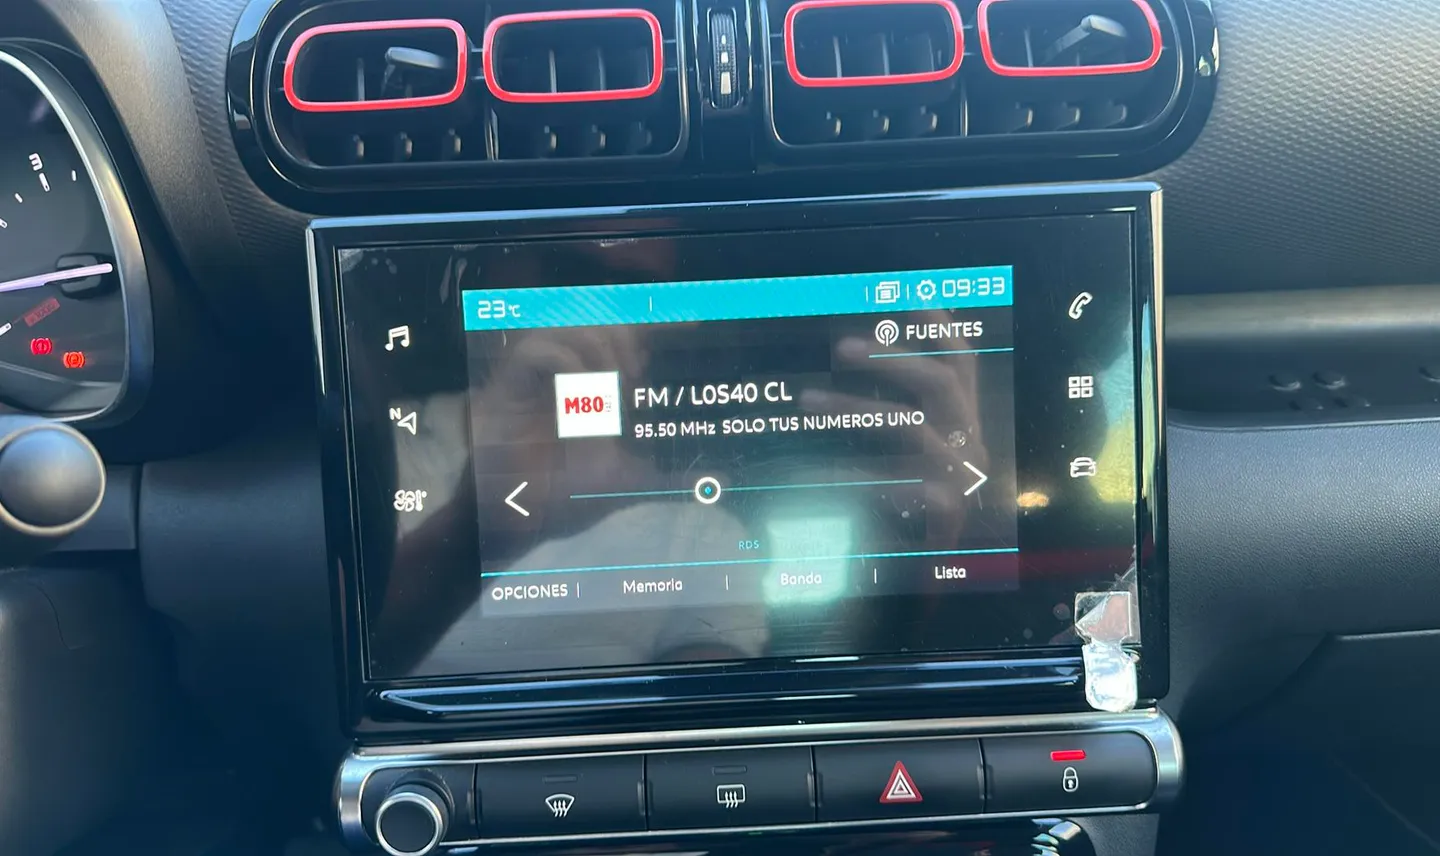 3
23°C
09:33
FUENTES
M80
FM / LOS40 CL
95.50 MHz SOLO TUS NUMEROS UNO
N
RDS
OPCIONES | Memoria | Banda | Lista